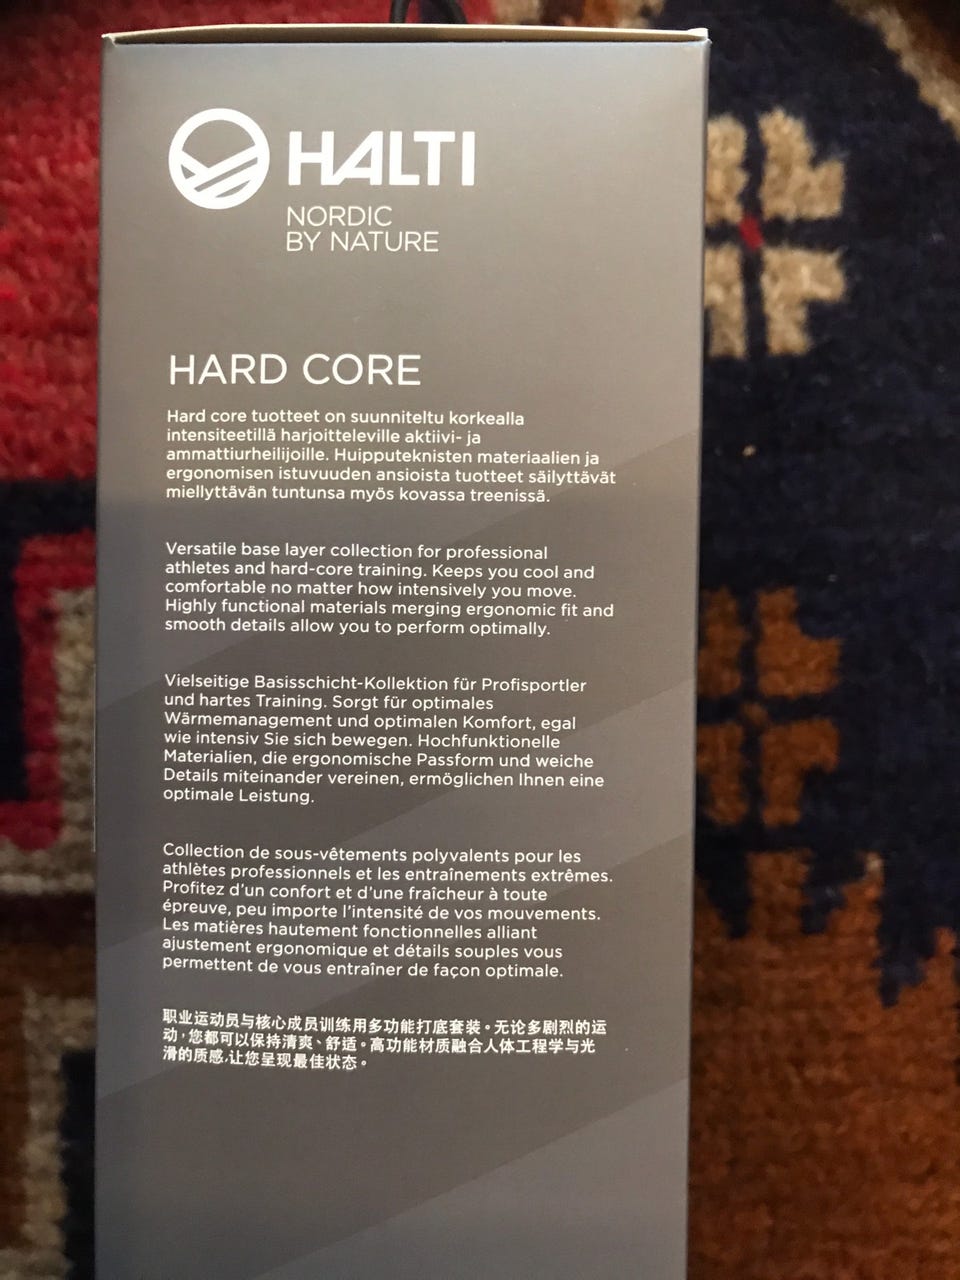 HALTI
NORDIC
BY NATURE
HARD CORE
Hard core tuotteet on suunniteltu korkealla
intensiteetillä harjoitteleville aktiivi- ja
ammattiurheilijoille. Huipputeknisten materiaalien ja
ergonomisen istuvuuden ansioista tuotteet säilyttävät
miellyttävän tuntunsa myös kovassa treenissä.
Versatile base layer collection for professional
athletes and hard-core training. Keeps you cool and
comfortable no matter how intensively you move.
Highly functional materials merging ergonomic fit and
smooth details allow you to perform optimally.
Vielseitige Basisschicht-Kollektion für Profisportler
und hartes Training. Sorgt für optimales
Wärmemanagement und optimalen Komfort, egal
wie intensiv Sie sich bewegen. Hochfunktionelle
Materialien, die ergonomische Passform und weiche
Details miteinander vereinen, ermöglichen Ihnen eine
optimale Leistung.
Collection de sous-vêtements polyvalents pour les
athlètes professionnels et les entraînements extrêmes.
Profitez d'un confort et d'une fraîcheur à toute
épreuve, peu importe l'intensité de vos mouvements.
Les matières hautement fonctionnelles alliant
ajustement ergonomique et détails souples vous
permettent de vous entraîner de façon optimale.
职业运动员与核心成员训练用多功能打底套装。无论多剧烈的运
动，您都可以保持清爽、舒适。高功能材质融合人体工程学与光
滑的质感，让您呈现最佳状态。